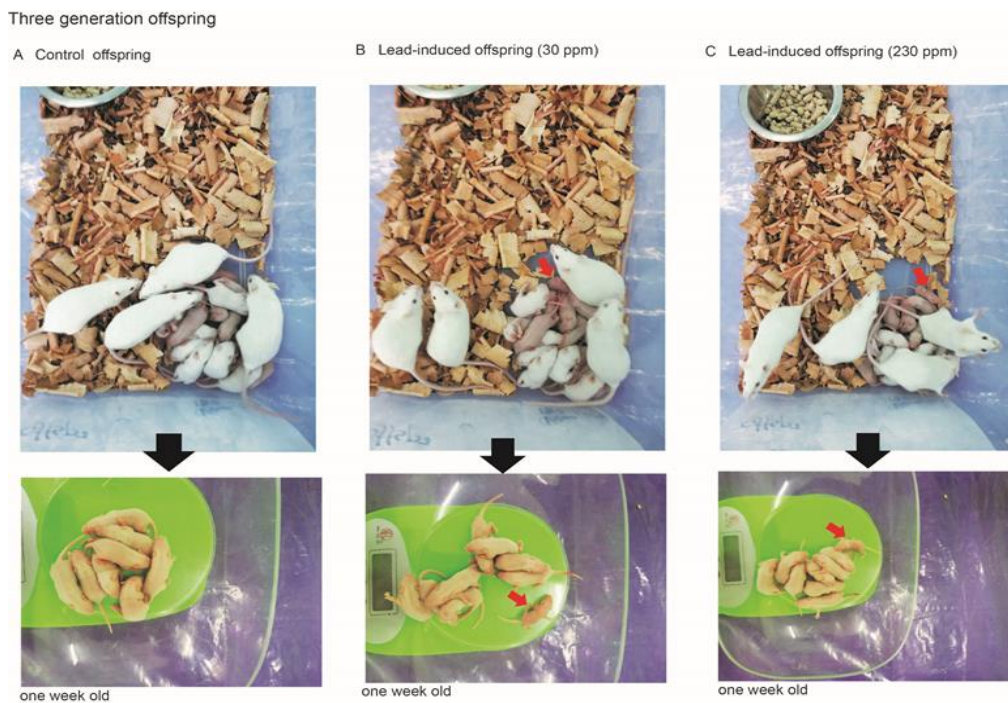 Three generation offspring
A Control offspring
B Lead-induced offspring (30 ppm)
C Lead-induced offspring (230 ppm)
one week old
one week old
one week old